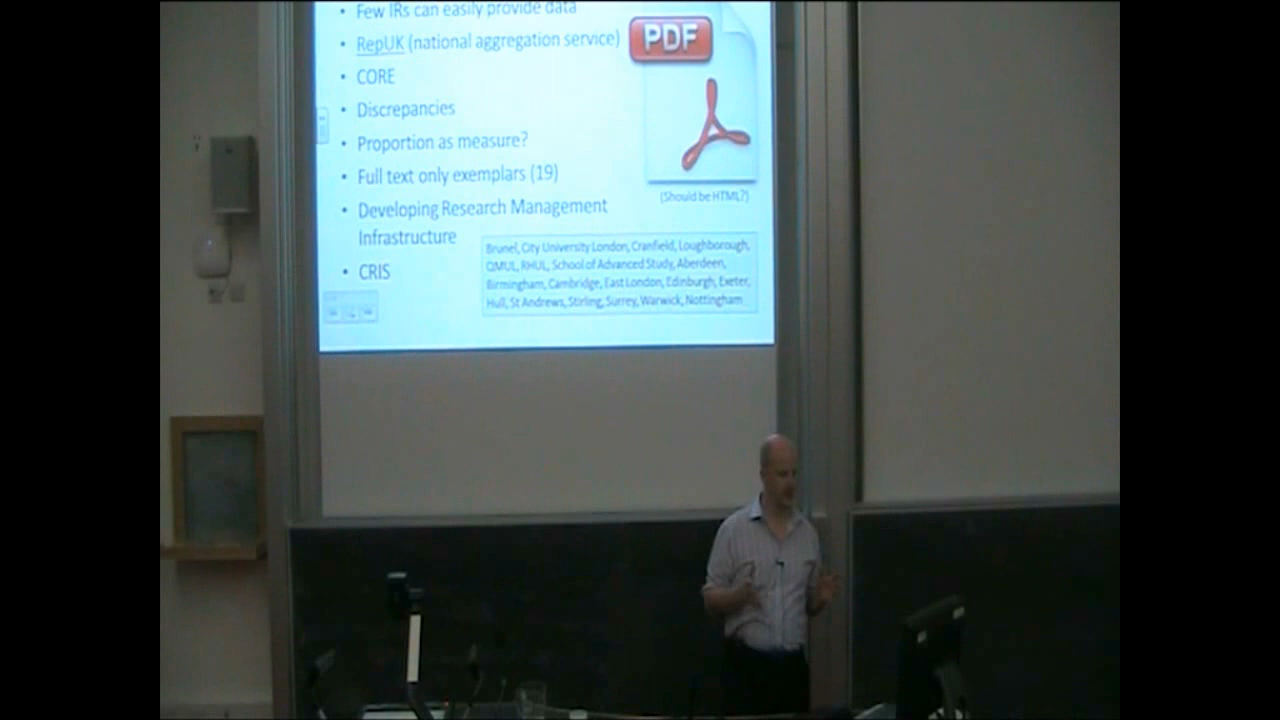 • Few IRs can easily provide data
• RepUK (national aggregation service)
• CORE
• Discrepancies
• Proportion as measure?
• Full text only exemplars (19)
• Developing Research Management
Infrastructure
• CRIS
PDF
(Should be HTML?)
Brunel, City University London, Cranfield, Loughborough,
QMUL, RHUL, School of Advanced Study, Aberdeen,
Birmingham, Cambridge, East London, Edinburgh, Exeter,
Hull, St Andrews, Stirling, Surrey, Warwick, Nottingham